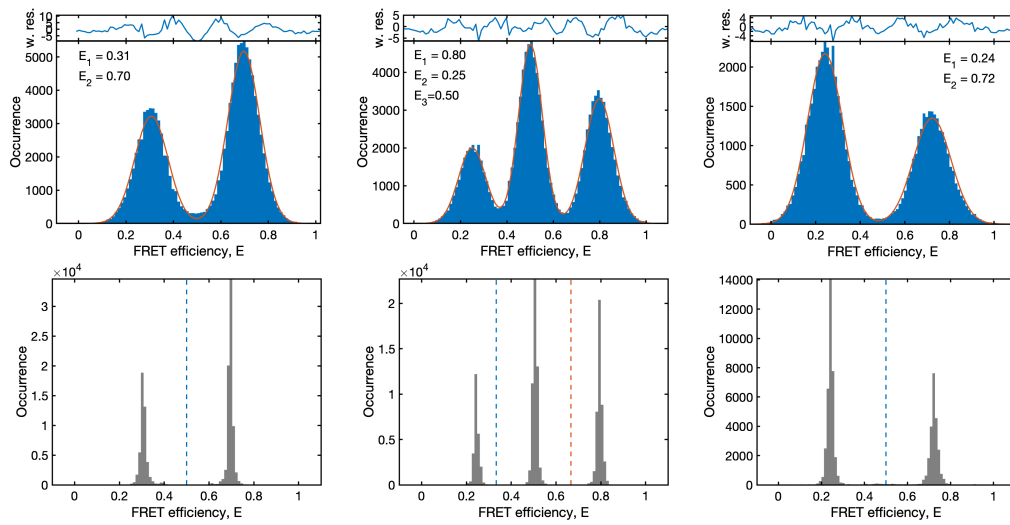 w. res.
10
0
-5
5
0
-5
4
0
-4
E1 = 0.31
E2 = 0.70
Occurrence
5000
4000
3000
2000
1000
0
0 0.2 0.4 0.6 0.8 1
FRET efficiency, E
E1 = 0.80
E2 = 0.25
E3=0.50
Occurrence
4000
3000
2000
1000
0
0 0.2 0.4 0.6 0.8 1
FRET efficiency, E
w. res.
E1 = 0.24
E2 = 0.72
Occurrence
2000
1500
1000
500
0
0 0.2 0.4 0.6 0.8 1
FRET efficiency, E
×104
Occurrence
3
2.5
2
1.5
1
0.5
0
0 0.2 0.4 0.6 0.8 1
FRET efficiency, E
×104
Occurrence
2
1.5
1
0.5
0
0 0.2 0.4 0.6 0.8 1
FRET efficiency, E
Occurrence
14000
12000
10000
8000
6000
4000
2000
0
0 0.2 0.4 0.6 0.8 1
FRET efficiency, E